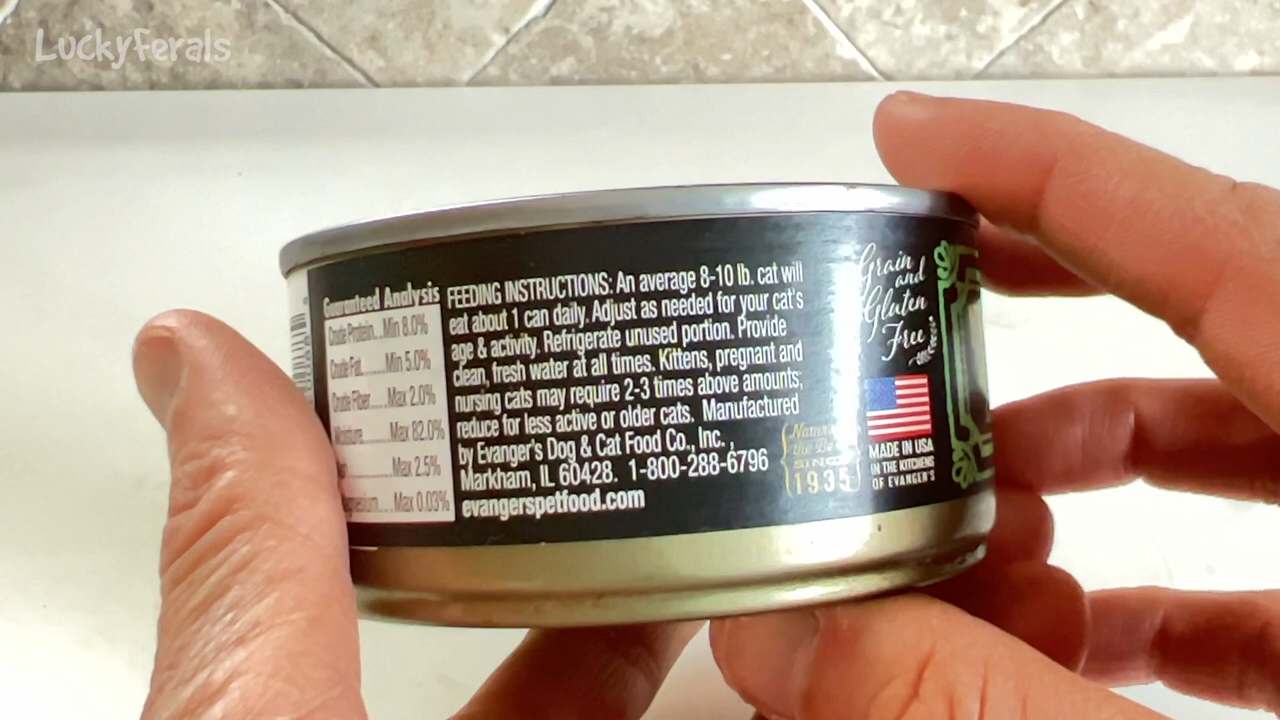 LuckyFerals
Guaranteed Analysis
Crude Protein...Min 8.0%
Crude Fat......Min 5.0%
Crude Fiber.....Max 2.0%
Moisture.....Max 82.0%
Max 2.5%
Max 0.03%
FEEDING INSTRUCTIONS: An average 8-10 lb. cat will
eat about 1 can daily. Adjust as needed for your cat's
age & activity. Refrigerate unused portion. Provide
clean, fresh water at all times. Kittens, pregnant and
nursing cats may require 2-3 times above amounts;
reduce for less active or older cats. Manufactured
by Evanger's Dog & Cat Food Co., Inc.,
Markham, IL 60428. 1-800-288-6796
evangerspetfood.com
Grain
and
Gluten
Free
the
SINCE
1935
MADE IN USA
IN THE KITCHENS
OF EVANGER'S